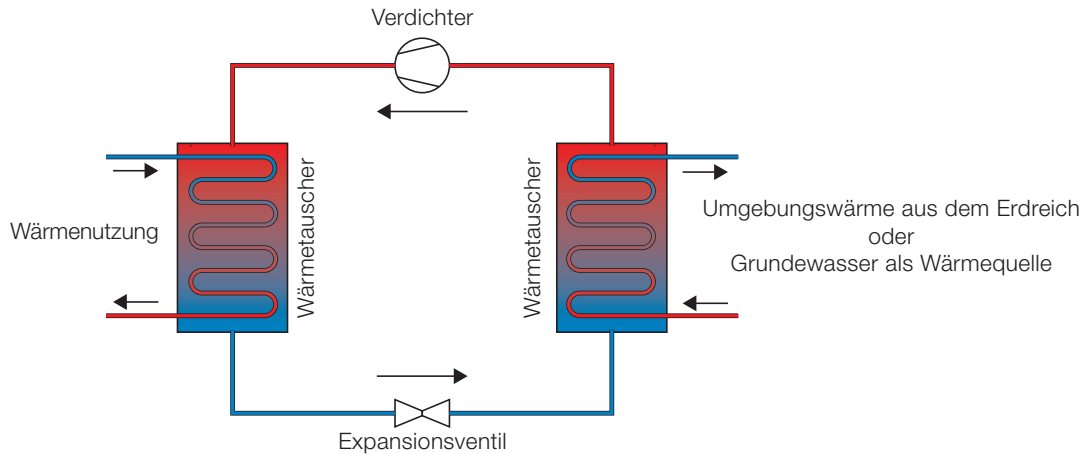 Verdichter
Wärmenutzung
Wärmetauscher
Wärmetauscher
Umgebungswärme aus dem Erdreich
oder
Grundewasser als Wärmequelle
Expansionsventil